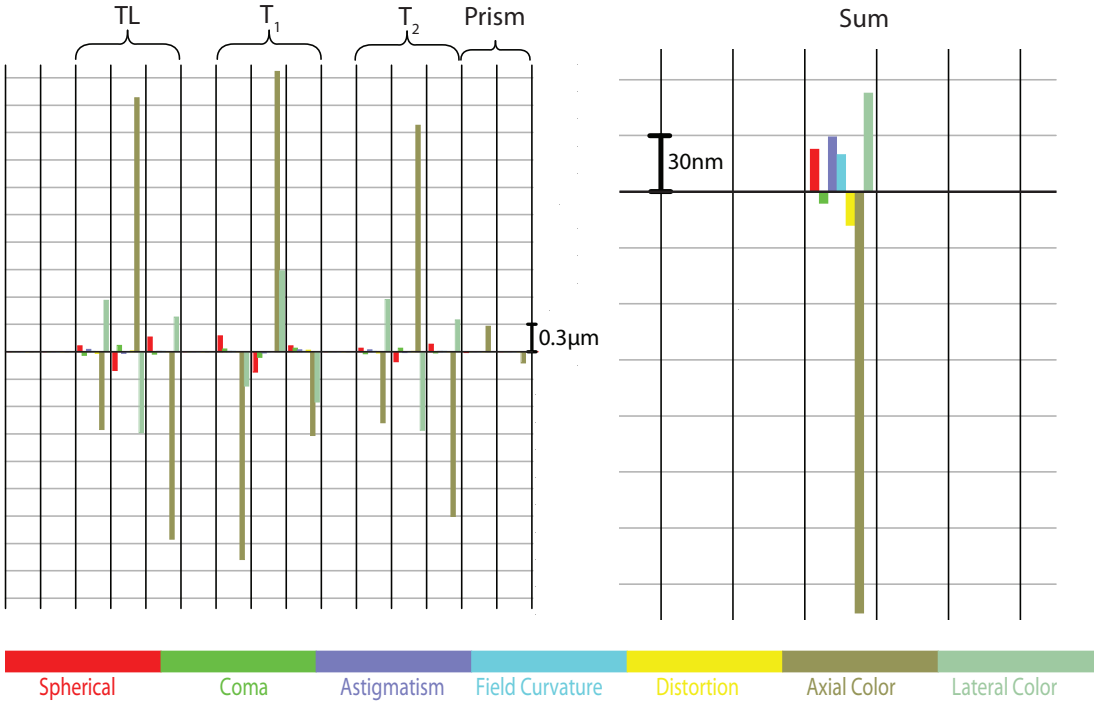 TL
T1
T2
Prism
Sum
30nm
0.3µm
Spherical
Coma
Astigmatism
Field Curvature
Distortion
Axial Color
Lateral Color